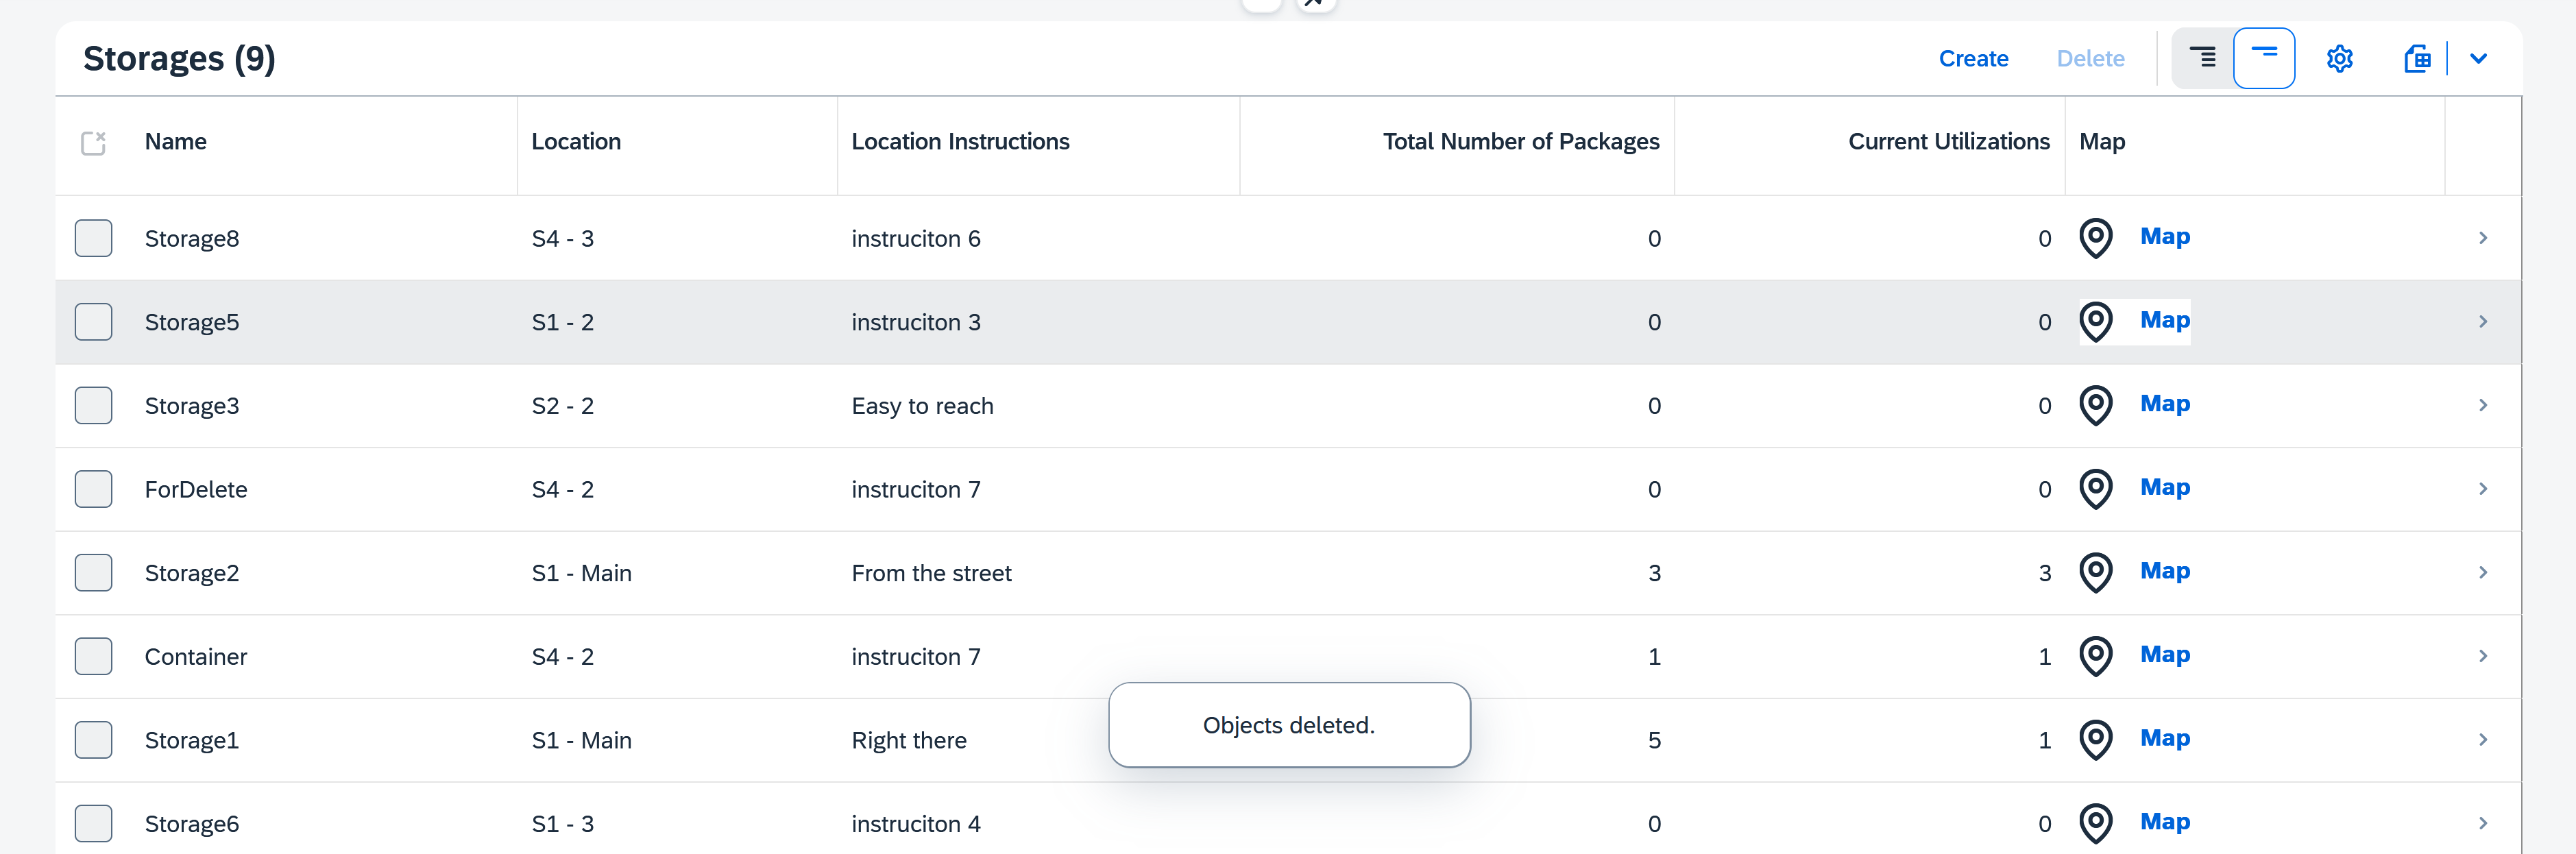 Storages (9)
Create Delete
Name Location Location Instructions Total Number of Packages Current Utilizations Map
Storage8 S4 - 3 instruciton 6 0 0 Map
Storage5 S1 - 2 instruciton 3 0 0 Map
Storage3 S2 - 2 Easy to reach 0 0 Map
ForDelete S4 - 2 instruciton 7 0 0 Map
Storage2 S1 - Main From the street 3 3 Map
Container S4 - 2 instruciton 7 1 1 Map
Objects deleted.
Storage1 S1 - Main Right there 5 1 Map
Storage6 S1 - 3 instruciton 4 0 0 Map